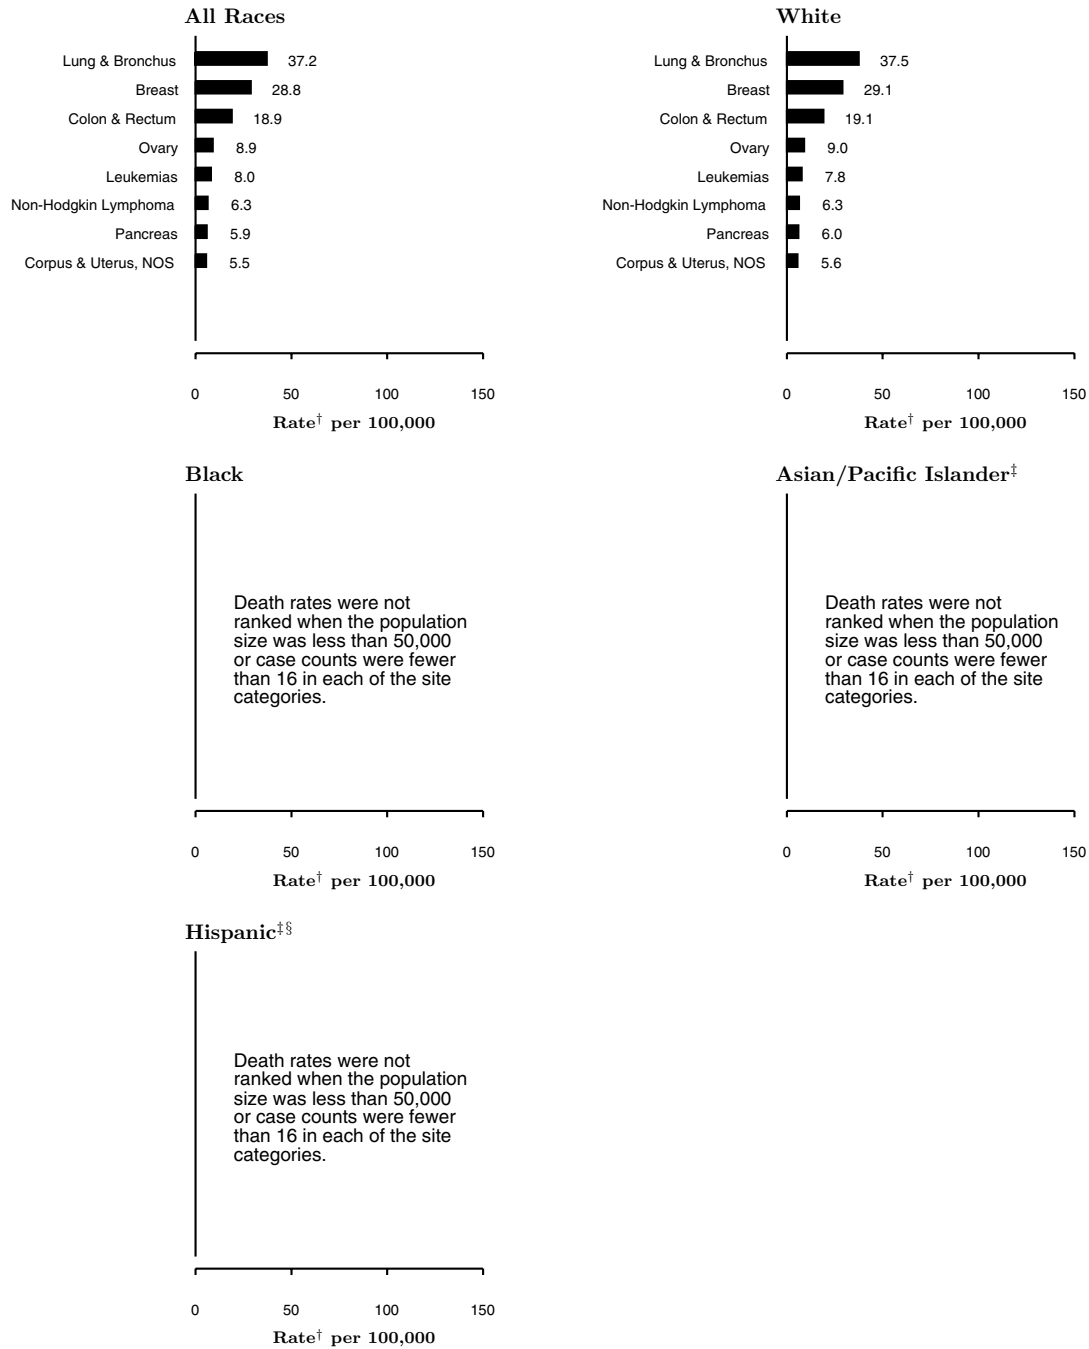 All Races
Lung & Bronchus 37.2
Breast 28.8
Colon & Rectum 18.9
Ovary 8.9
Leukemias 8.0
Non-Hodgkin Lymphoma 6.3
Pancreas 5.9
Corpus & Uterus, NOS 5.5
0 50 100 150
Rate† per 100,000
White
Lung & Bronchus 37.5
Breast 29.1
Colon & Rectum 19.1
Ovary 9.0
Leukemias 7.8
Non-Hodgkin Lymphoma 6.3
Pancreas 6.0
Corpus & Uterus, NOS 5.6
0 50 100 150
Rate† per 100,000
Black
Death rates were not
ranked when the population
size was less than 50,000
or case counts were fewer
than 16 in each of the site
categories.
0 50 100 150
Rate† per 100,000
Asian/Pacific Islander‡
Death rates were not
ranked when the population
size was less than 50,000
or case counts were fewer
than 16 in each of the site
categories.
0 50 100 150
Rate† per 100,000
Hispanic‡§
Death rates were not
ranked when the population
size was less than 50,000
or case counts were fewer
than 16 in each of the site
categories.
0 50 100 150
Rate† per 100,000